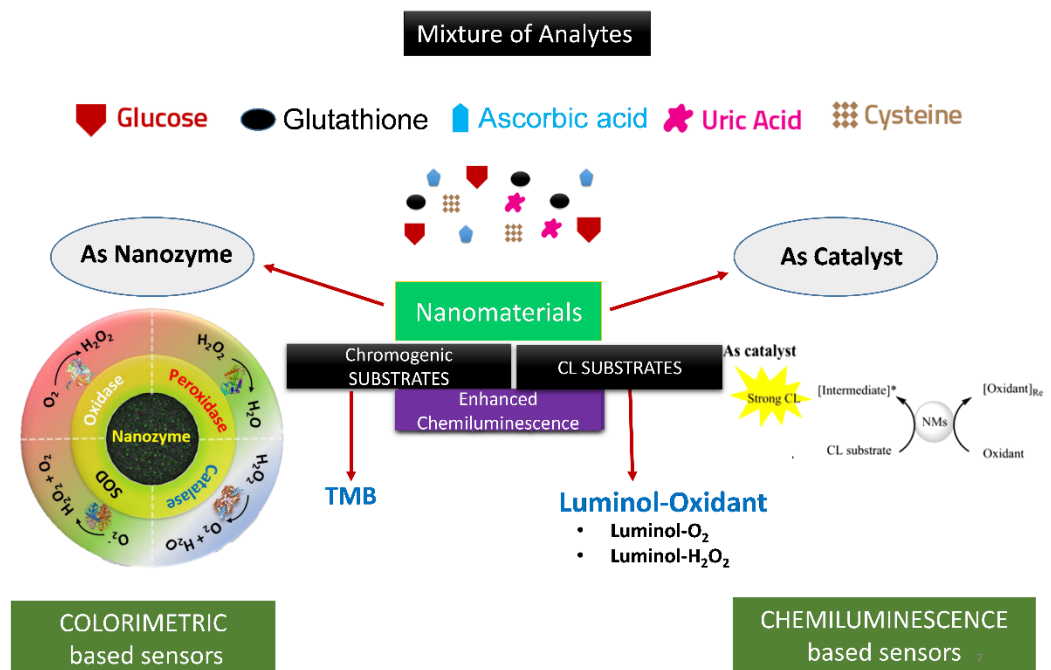 Mixture of Analytes
Glucose
Glutathione
Ascorbic acid
Uric Acid
Cysteine
As Nanozyme
As Catalyst
Nanomaterials
Chromogenic
SUBSTRATES
CL SUBSTRATES
Enhanced
Chemiluminescence
O₂
H₂O₂
Oxidase
H₂O₂
H₂O
Peroxidase
Nanozyme
SOD
H₂O₂ + O₂
O₂⁻
Catalase
H₂O₂
O₂ + H₂O
As catalyst
Strong CL
[Intermediate]*
[Oxidant]Re
NMs
CL substrate
Oxidant
TMB
Luminol-Oxidant
• Luminol-O₂
• Luminol-H₂O₂
COLORIMETRIC
based sensors
CHEMILUMINESCENCE
based sensors
7